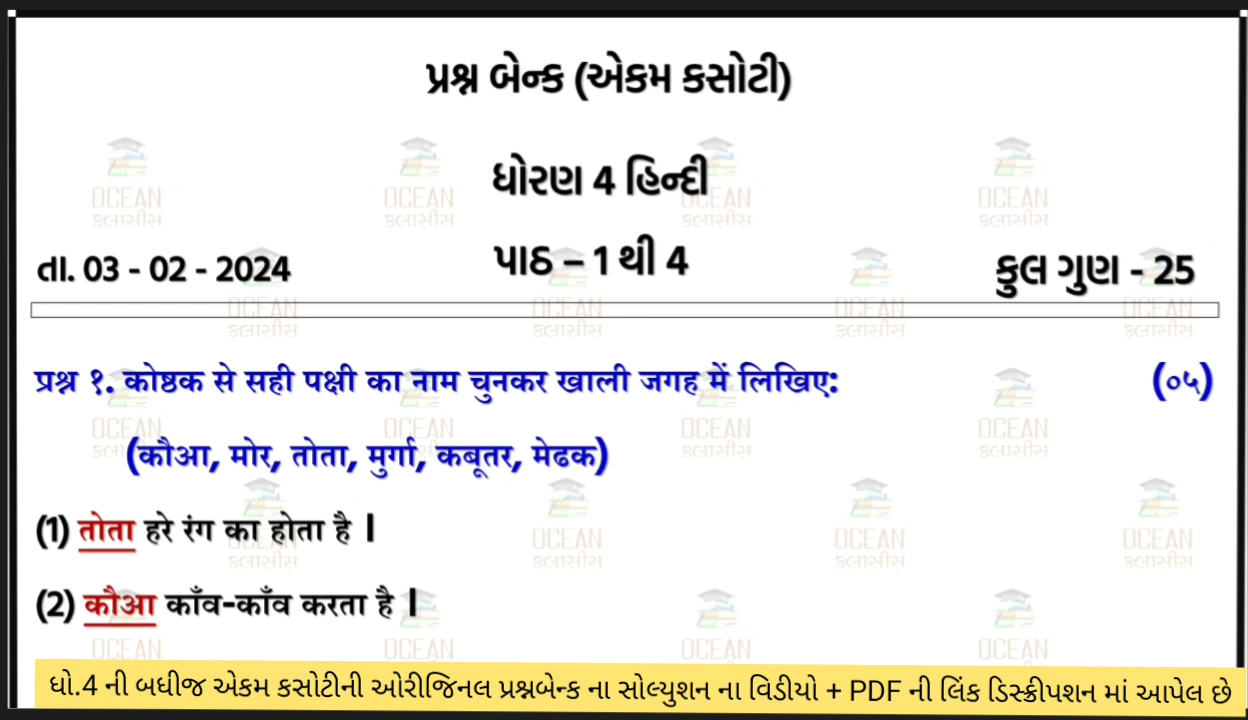 પ્રશ્ન બેન્ક (એકમ કસોટી)
ધોરણ 4 હિન્દી
તા. 03 - 02 - 2024 પાઠ – 1 થી 4 કુલ ગુણ - 25
प्रश्न १. कोष्ठक से सही पक्षी का नाम चुनकर खाली जगह में लिखिए: (०५)
(कौआ, मोर, तोता, मुर्गा, कबूतर, मेढक)
(1) तोता हरे रंग का होता है ।
(2) कौआ काँव-काँव करता है ।
ધો.4 ની બધીજ એકમ કસોટીની ઓરીજિનલ પ્રશ્નબેન્ક ના સોલ્યુશન ના વિડીયો + PDF ની લિંક ડિસ્ક્રીપશન માં આપેલ છે
OCEAN
ક્લાસીસ